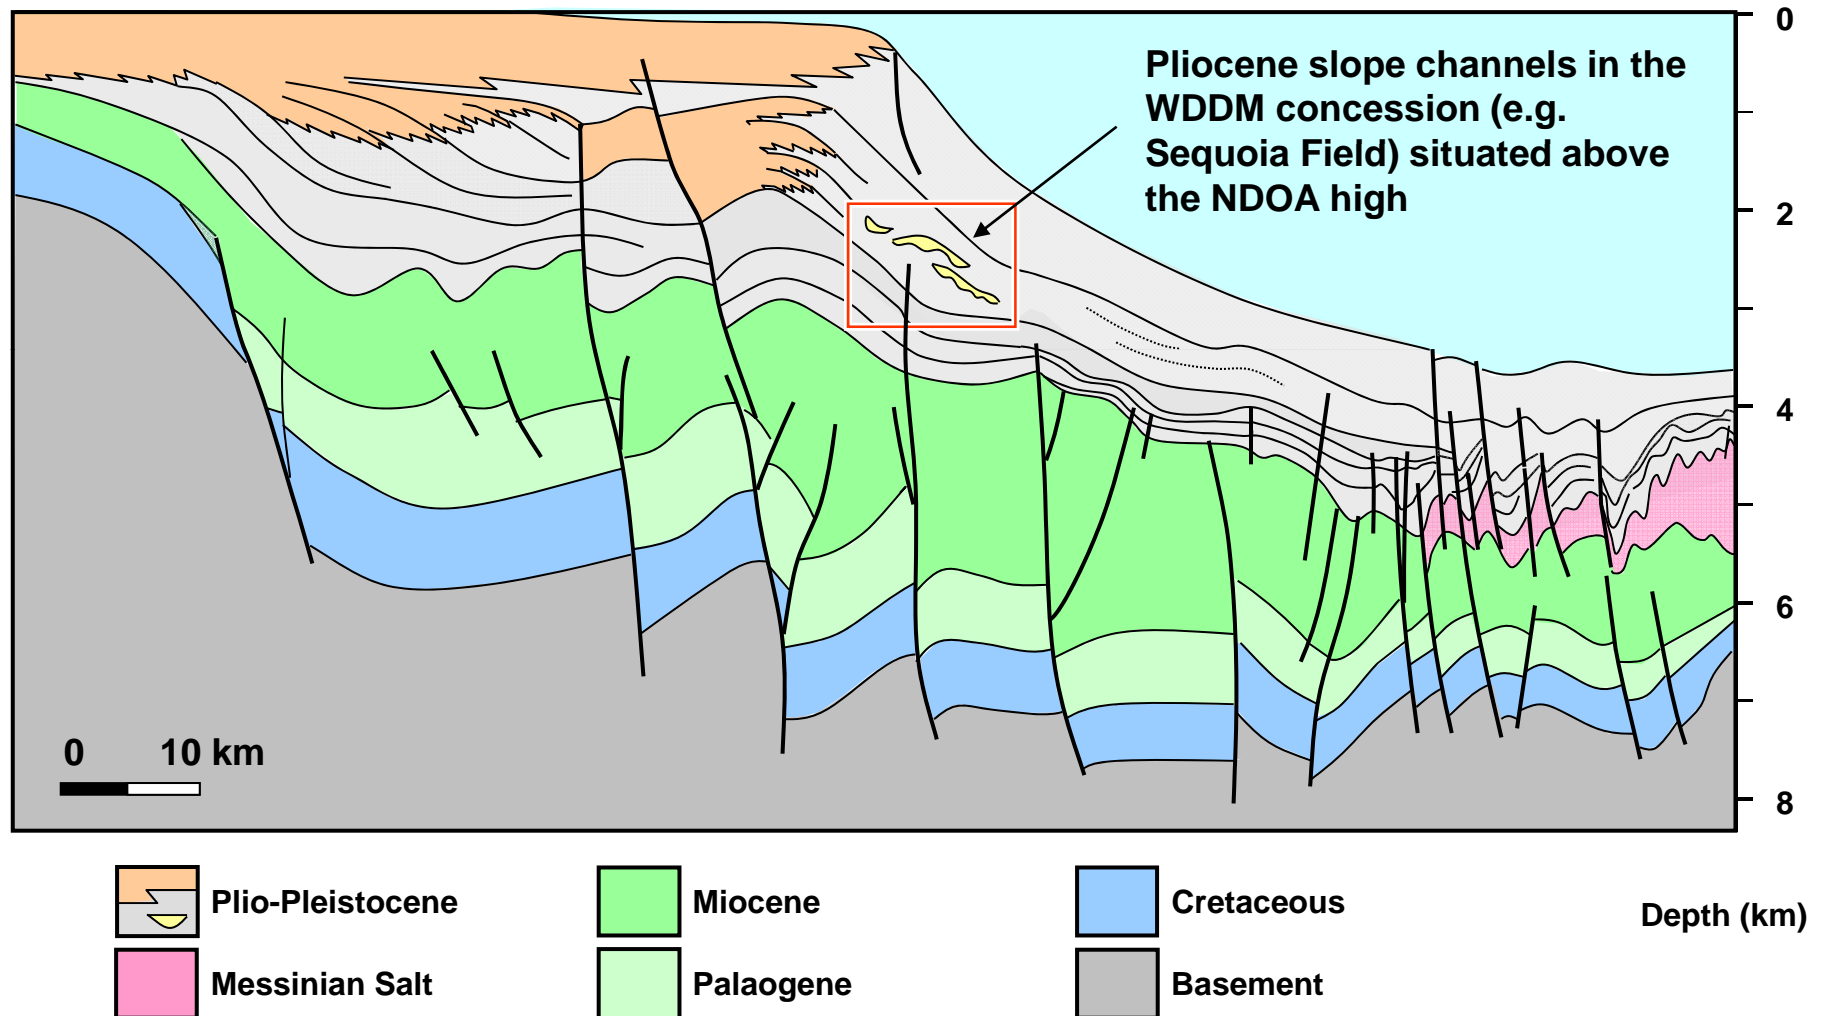 0
Pliocene slope channels in the
WDDM concession (e.g.
Sequoia Field) situated above
the NDOA high
2
4
6
8
0 10 km
Plio-Pleistocene
Miocene
Cretaceous
Depth (km)
Messinian Salt
Palaogene
Basement